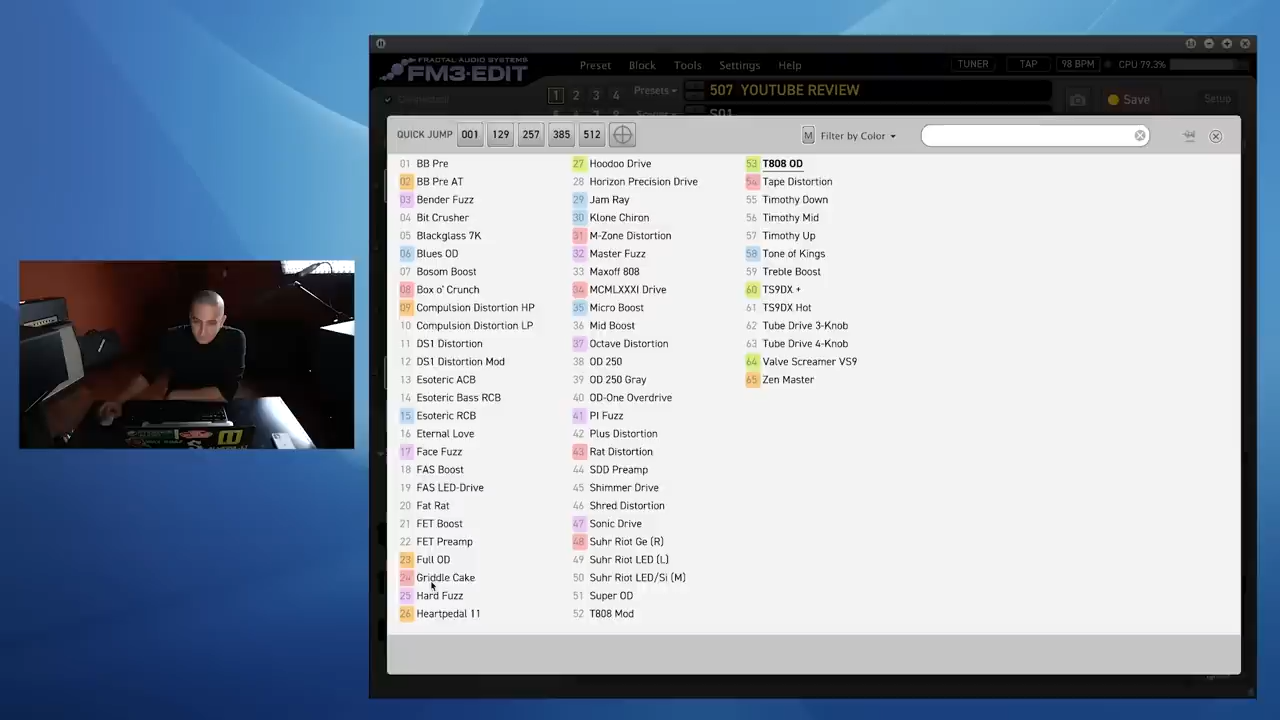 FRACTAL AUDIO SYSTEMS
FM3-EDIT
Preset Block Tools Settings Help
TUNER TAP 98 BPM CPU 79.3%
Connected
1 2 3 4
Presets
507 YOUTUBE REVIEW
Save
Setup
S01
QUICK JUMP 001 129 257 385 512
M Filter by Color
01 BB Pre
02 BB Pre AT
03 Bender Fuzz
04 Bit Crusher
05 Blackglass 7K
06 Blues OD
07 Bosom Boost
08 Box o' Crunch
09 Compulsion Distortion HP
10 Compulsion Distortion LP
11 DS1 Distortion
12 DS1 Distortion Mod
13 Esoteric ACB
14 Esoteric Bass RCB
15 Esoteric RCB
16 Eternal Love
17 Face Fuzz
18 FAS Boost
19 FAS LED-Drive
20 Fat Rat
21 FET Boost
22 FET Preamp
23 Full OD
24 Griddle Cake
25 Hard Fuzz
26 Heartpedal 11
27 Hoodoo Drive
28 Horizon Precision Drive
29 Jam Ray
30 Klone Chiron
31 M-Zone Distortion
32 Master Fuzz
33 Maxoff 808
34 MCMLXXXI Drive
35 Micro Boost
36 Mid Boost
37 Octave Distortion
38 OD 250
39 OD 250 Gray
40 OD-One Overdrive
41 PI Fuzz
42 Plus Distortion
43 Rat Distortion
44 SDD Preamp
45 Shimmer Drive
46 Shred Distortion
47 Sonic Drive
48 Suhr Riot Ge (R)
49 Suhr Riot LED (L)
50 Suhr Riot LED/Si (M)
51 Super OD
52 T808 Mod
53 T808 OD
54 Tape Distortion
55 Timothy Down
56 Timothy Mid
57 Timothy Up
58 Tone of Kings
59 Treble Boost
60 TS9DX +
61 TS9DX Hot
62 Tube Drive 3-Knob
63 Tube Drive 4-Knob
64 Valve Screamer VS9
65 Zen Master